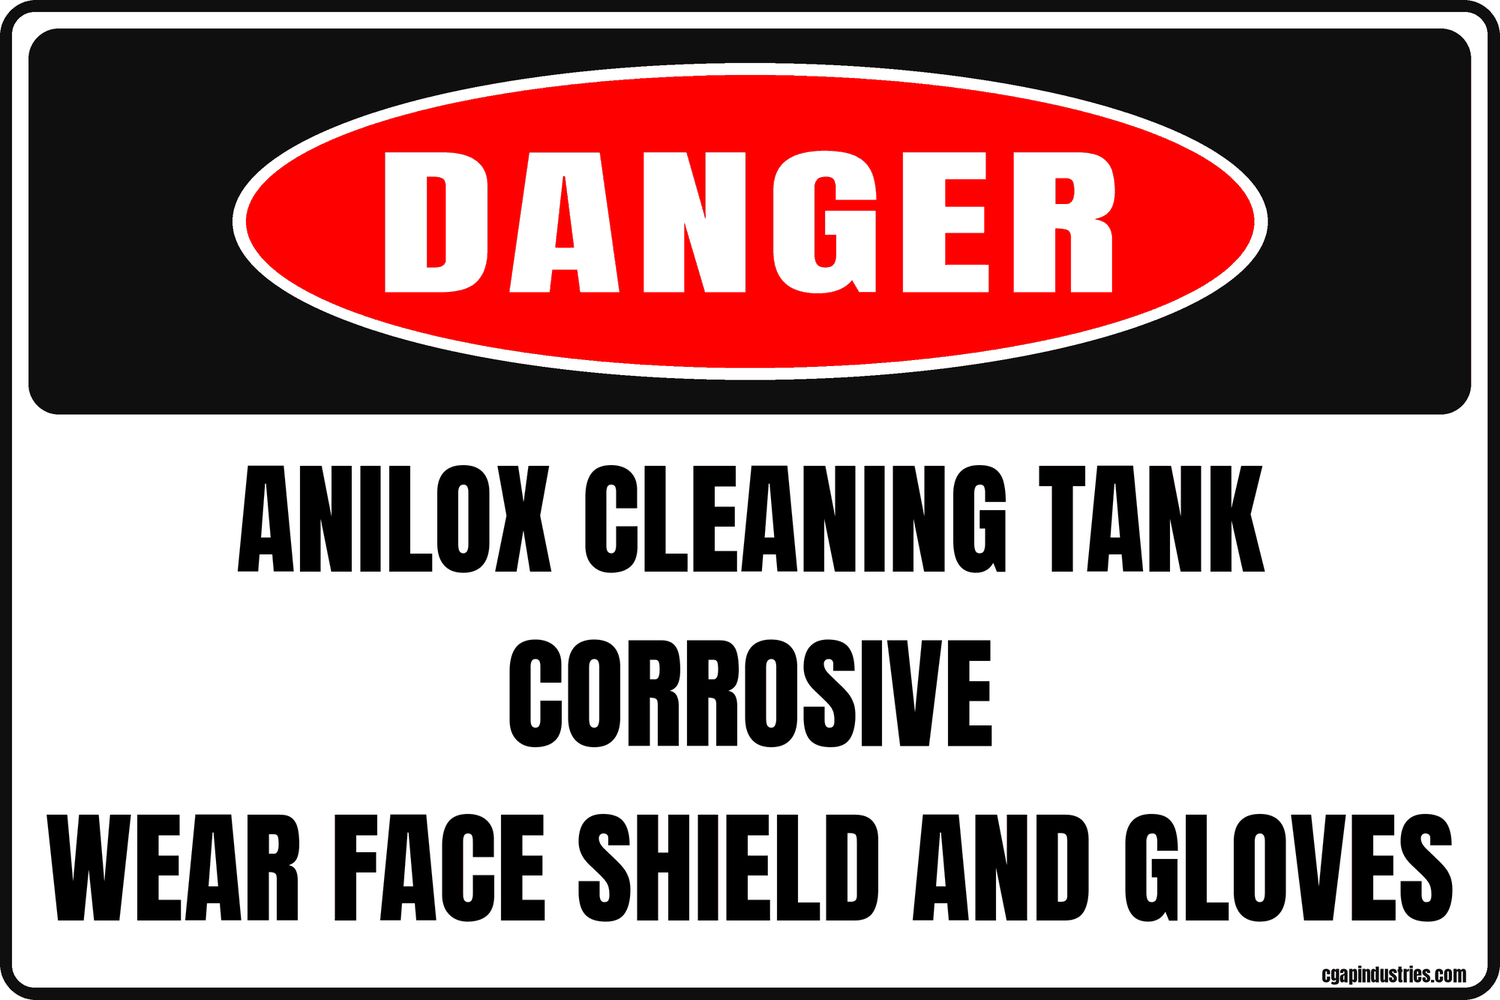 DANGER
ANILOX CLEANING TANK
CORROSIVE
WEAR FACE SHIELD AND GLOVES
cgapindustries.com